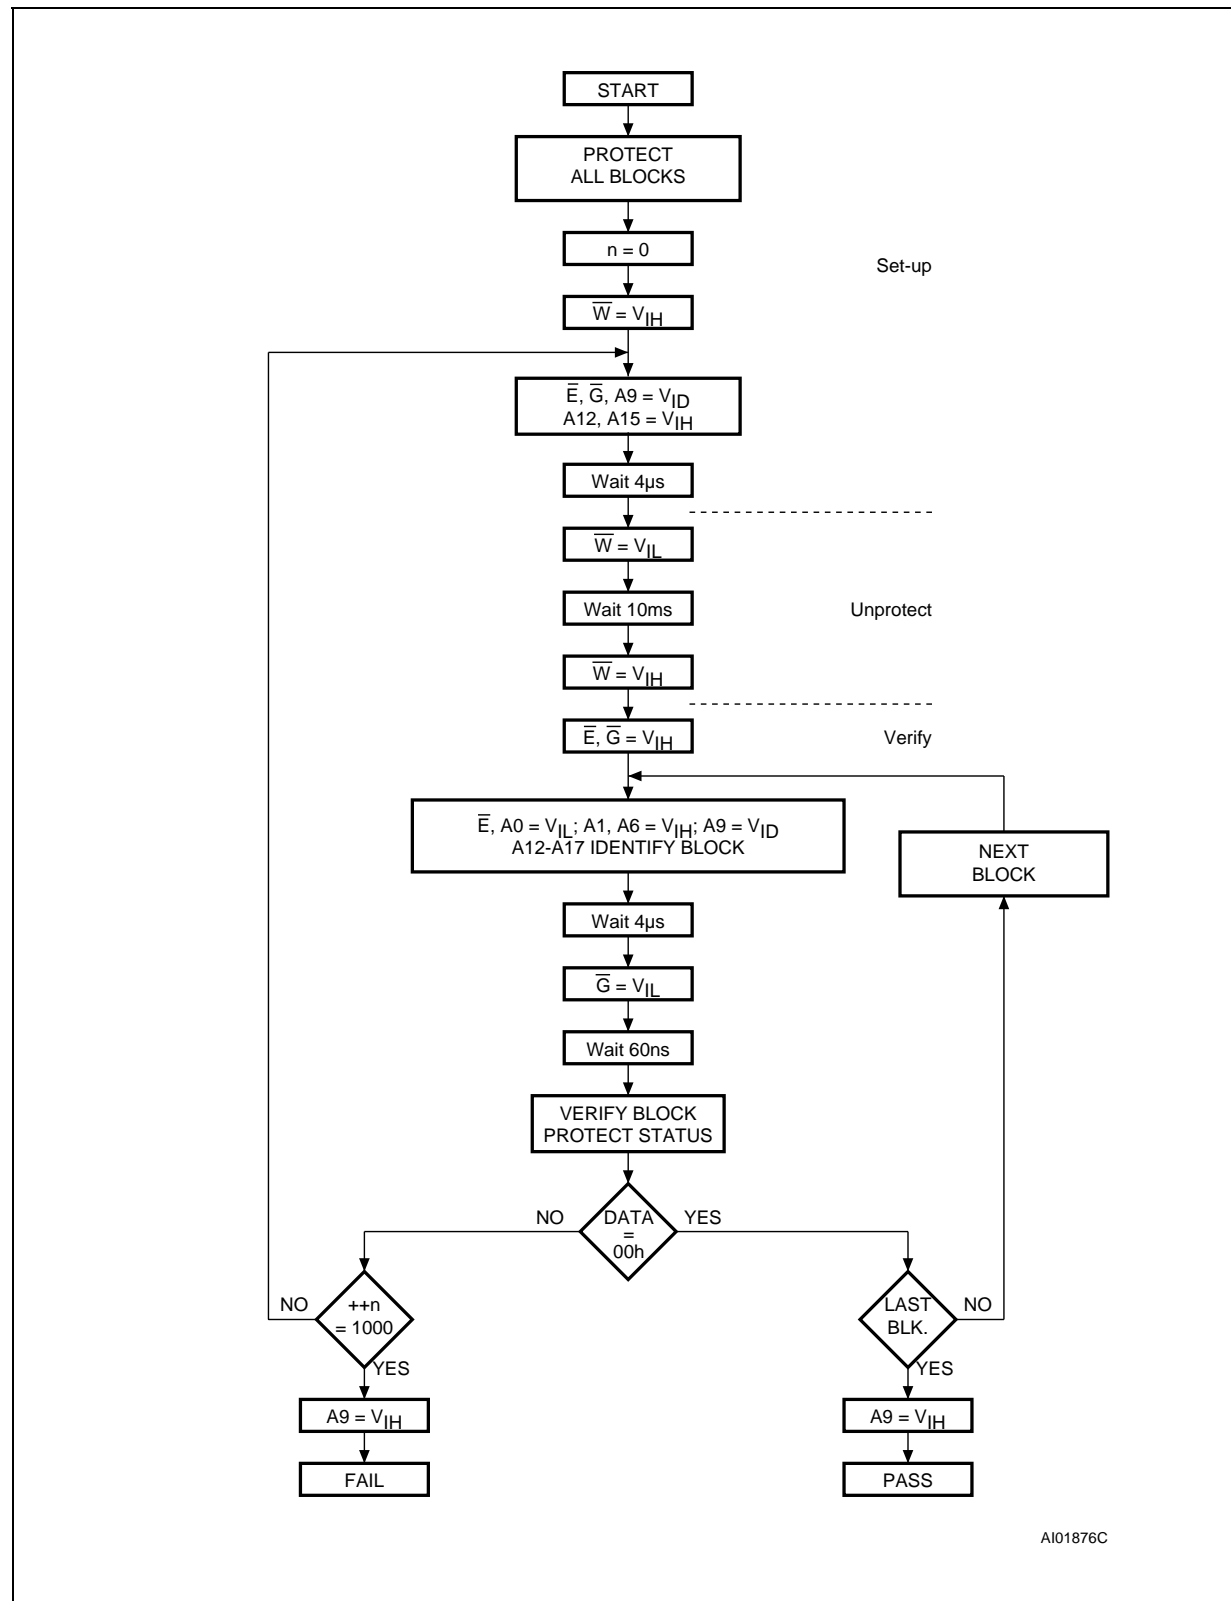 START
PROTECT
ALL BLOCKS
n = 0
Set-up
W̅ = VIH
E̅, G̅, A9 = VID
A12, A15 = VIH
Wait 4µs
W̅ = VIL
Wait 10ms
Unprotect
W̅ = VIH
E̅, G̅ = VIH
Verify
E̅, A0 = VIL; A1, A6 = VIH; A9 = VID
A12-A17 IDENTIFY BLOCK
NEXT
BLOCK
Wait 4µs
G̅ = VIL
Wait 60ns
VERIFY BLOCK
PROTECT STATUS
NO
DATA
=
00h
YES
NO
++n
= 1000
YES
LAST
BLK.
NO
YES
A9 = VIH
A9 = VIH
FAIL
PASS
AI01876C